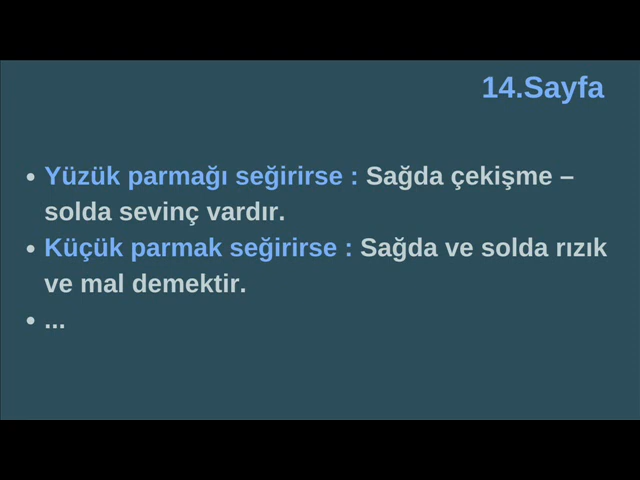 14.Sayfa
• Yüzük parmağı seğirirse : Sağda çekişme –
solda sevinç vardır.
• Küçük parmak seğirirse : Sağda ve solda rızık
ve mal demektir.
• ...